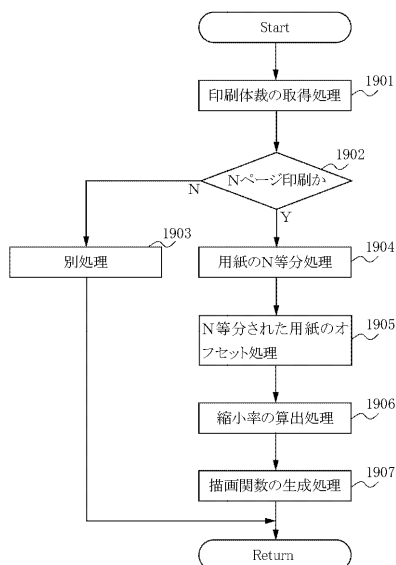 Start
印刷体裁の取得処理
1901
Nページ印刷か
1902
N
Y
別処理
1903
用紙のN等分処理
1904
N等分された用紙のオ
フセット処理
1905
縮小率の算出処理
1906
描画関数の生成処理
1907
Return